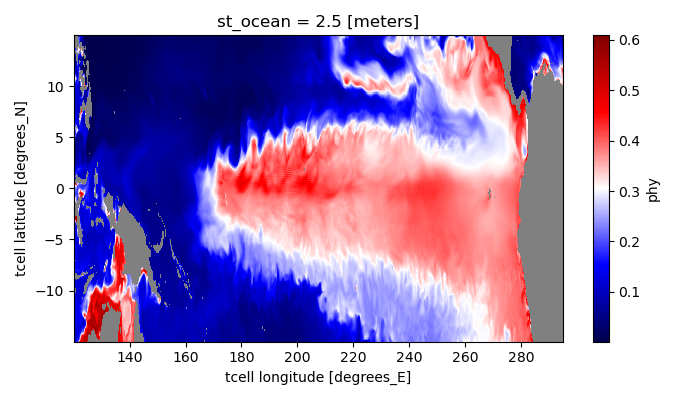 st_ocean = 2.5 [meters]
10
5
0
−5
−10
tcell latitude [degrees_N]
140 160 180 200 220 240 260 280
tcell longitude [degrees_E]
0.6
0.5
0.4
0.3
0.2
0.1
phy